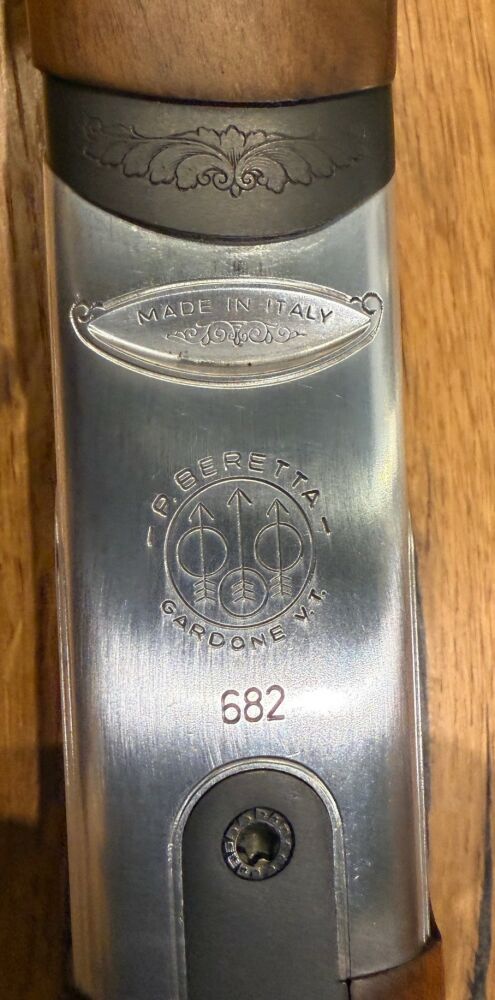 MADE IN ITALY
P. BERETTA
GARDONE V.T.
682